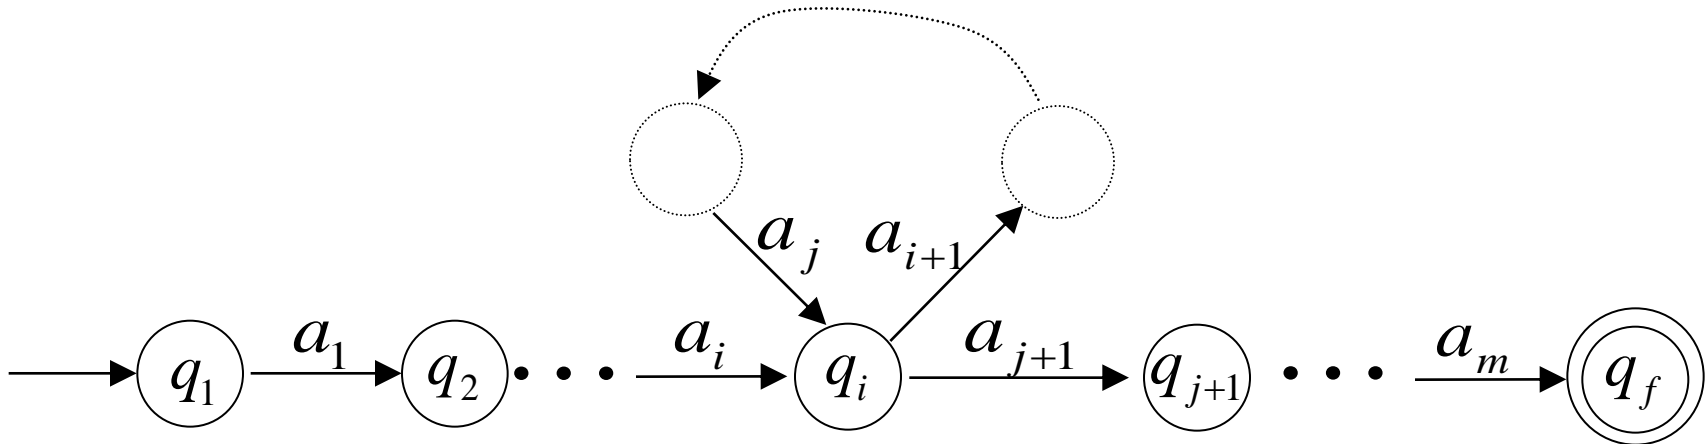 a_j a_{i+1}
a_1 a_i a_{j+1} a_m
q_1 q_2 • • • q_i q_{j+1} • • • q_f